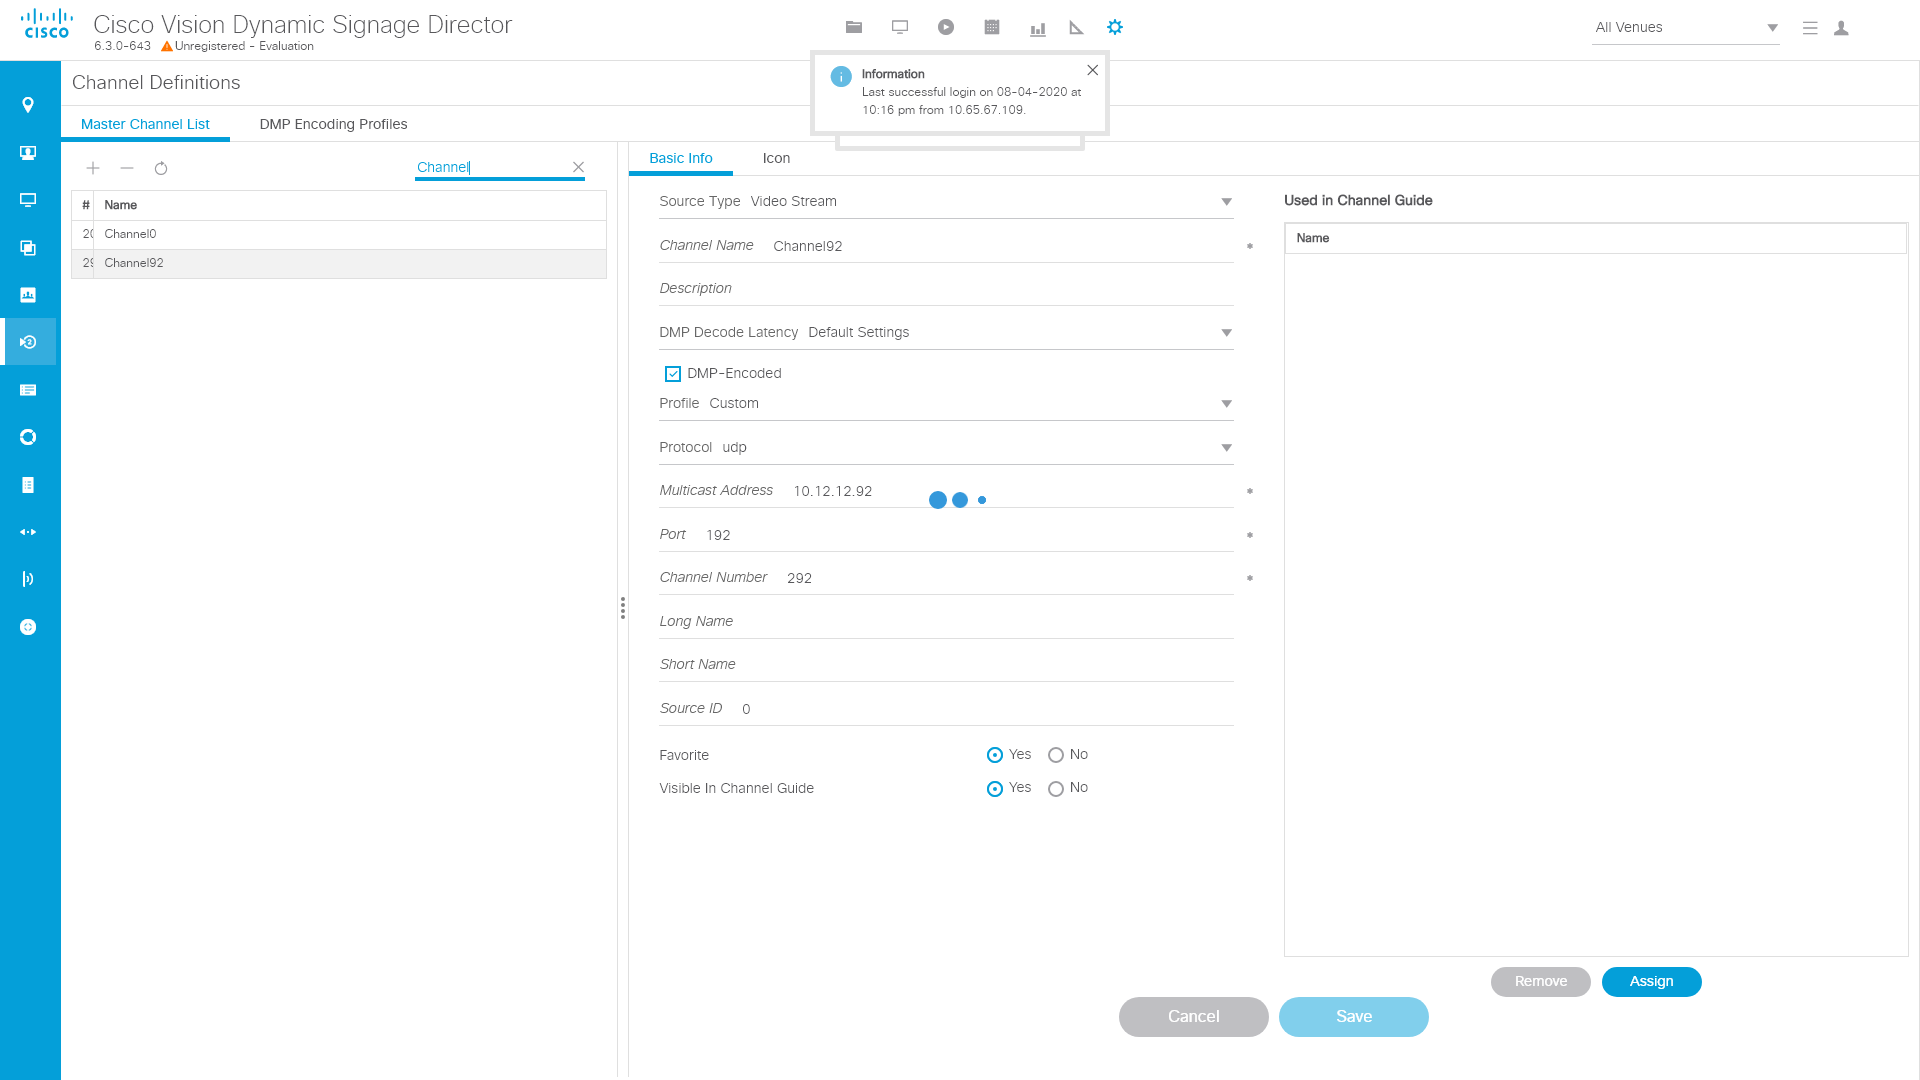 CISCO
Cisco Vision Dynamic Signage Director
6.3.0-643 Unregistered - Evaluation
All Venues
Channel Definitions
Information
Last successful login on 08-04-2020 at
10:16 pm from 10.65.67.109.
Master Channel List
DMP Encoding Profiles
Channel
# Name
20 Channel0
29 Channel92
Basic Info
Icon
Source Type Video Stream
Channel Name Channel92 *
Description
DMP Decode Latency Default Settings
DMP-Encoded
Profile Custom
Protocol udp
Multicast Address 10.12.12.92 *
Port 192 *
Channel Number 292 *
Long Name
Short Name
Source ID 0
Favorite Yes No
Visible In Channel Guide Yes No
Used in Channel Guide
Name
Remove
Assign
Cancel
Save